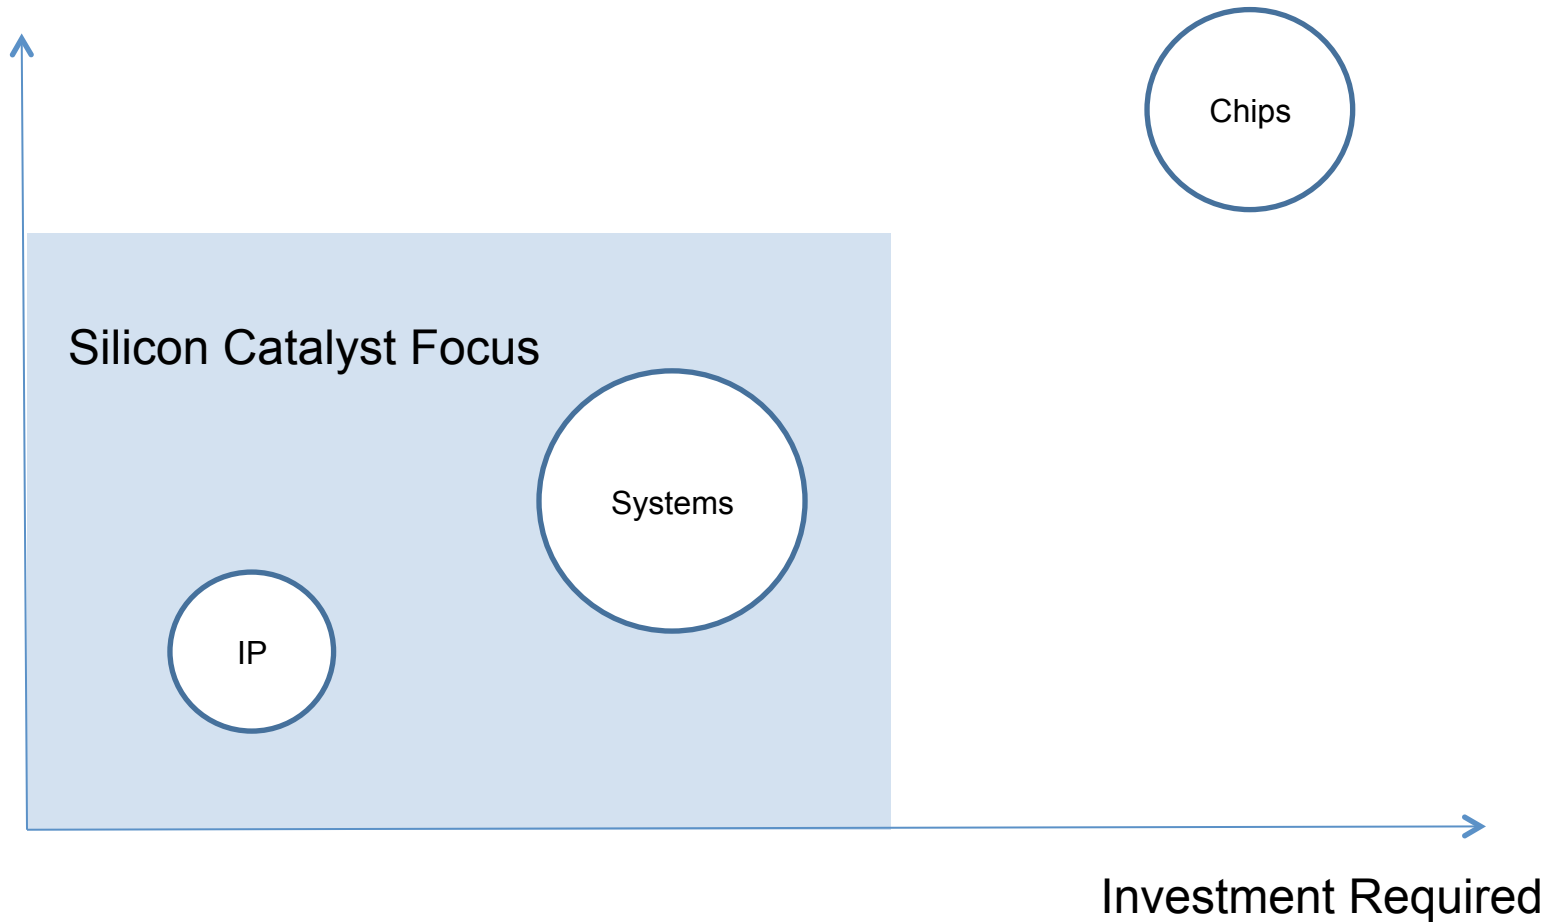 Chips
Silicon Catalyst Focus
Systems
IP
Investment Required